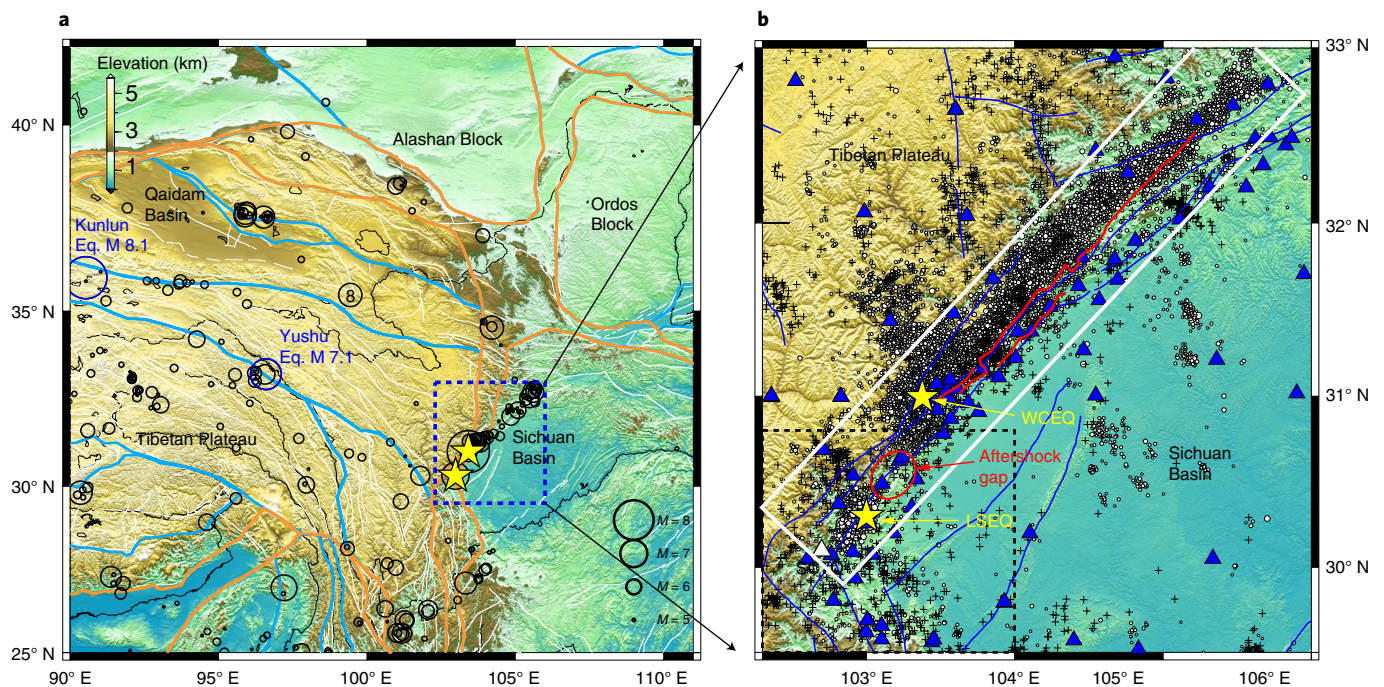 a
Elevation (km)
5
3
1
Alashan Block
Qaidam
Basin
Ordos
Block
Kunlun
Eq. M 8.1
8
Yushu
Eq. M 7.1
Tibetan Plateau
Sichuan
Basin
M = 8
M = 7
M = 6
M = 5
40° N
35° N
30° N
25° N
90° E
95° E
100° E
105° E
110° E
b
Tibetan Plateau
WCEQ
Aftershock
gap
LSEQ
Sichuan
Basin
33° N
32° N
31° N
30° N
103° E
104° E
105° E
106° E